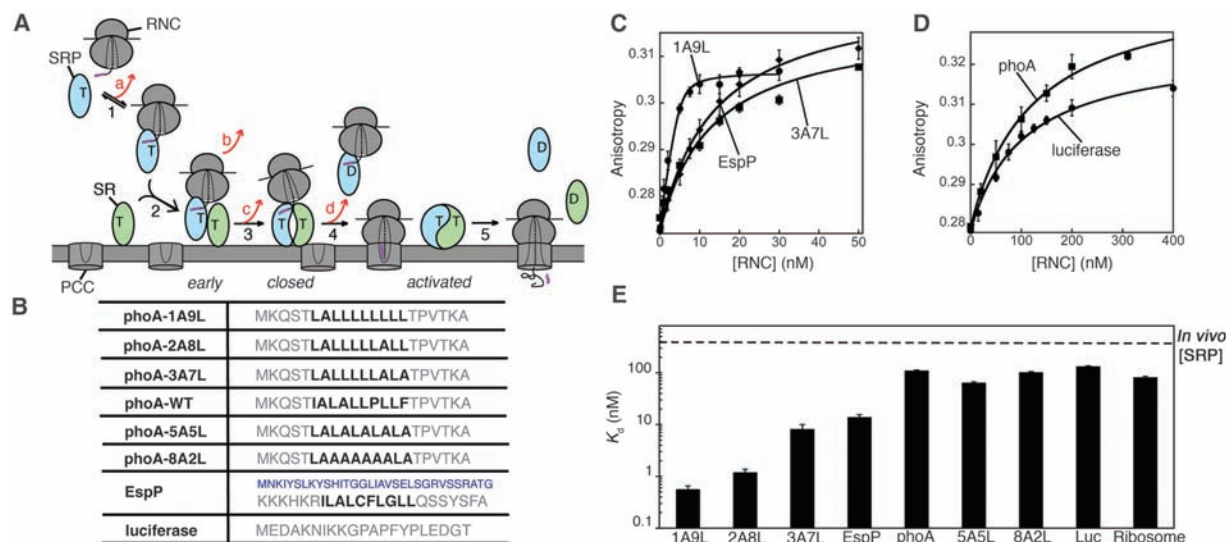 A
RNC
SRP
T
a
1
T
b
SR
T
2
T
T
c
3
D
d
4
T
T
5
D
D
PCC
early
closed
activated
B
phoA-1A9L MKQSTLALLLLLLLLTPVTKA
phoA-2A8L MKQSTLALLLLLALLTPVTKA
phoA-3A7L MKQSTLALLLLLALATPVTKA
phoA-WT MKQSTIALALLPLLFTPVTKA
phoA-5A5L MKQSTLALALALALATPVTKA
phoA-8A2L MKQSTLAAAAAAALATPVTKA
EspP MNKIYSLKYSHITGGLIAVSELSGRVSSRATG
KKKHKRILALCFLGLLQSSYSFA
luciferase MEDAKNIKKGPAPFYPLEDGT
C
Anisotropy
0.31
0.3
0.29
0.28
0 10 20 30 40 50
[RNC] (nM)
1A9L
EspP
3A7L
D
Anisotropy
0.32
0.31
0.3
0.29
0.28
0 100 200 300 400
[RNC] (nM)
phoA
luciferase
E
Kd (nM)
100
10
1
0.1
In vivo
[SRP]
1A9L 2A8L 3A7L EspP phoA 5A5L 8A2L Luc Ribosome